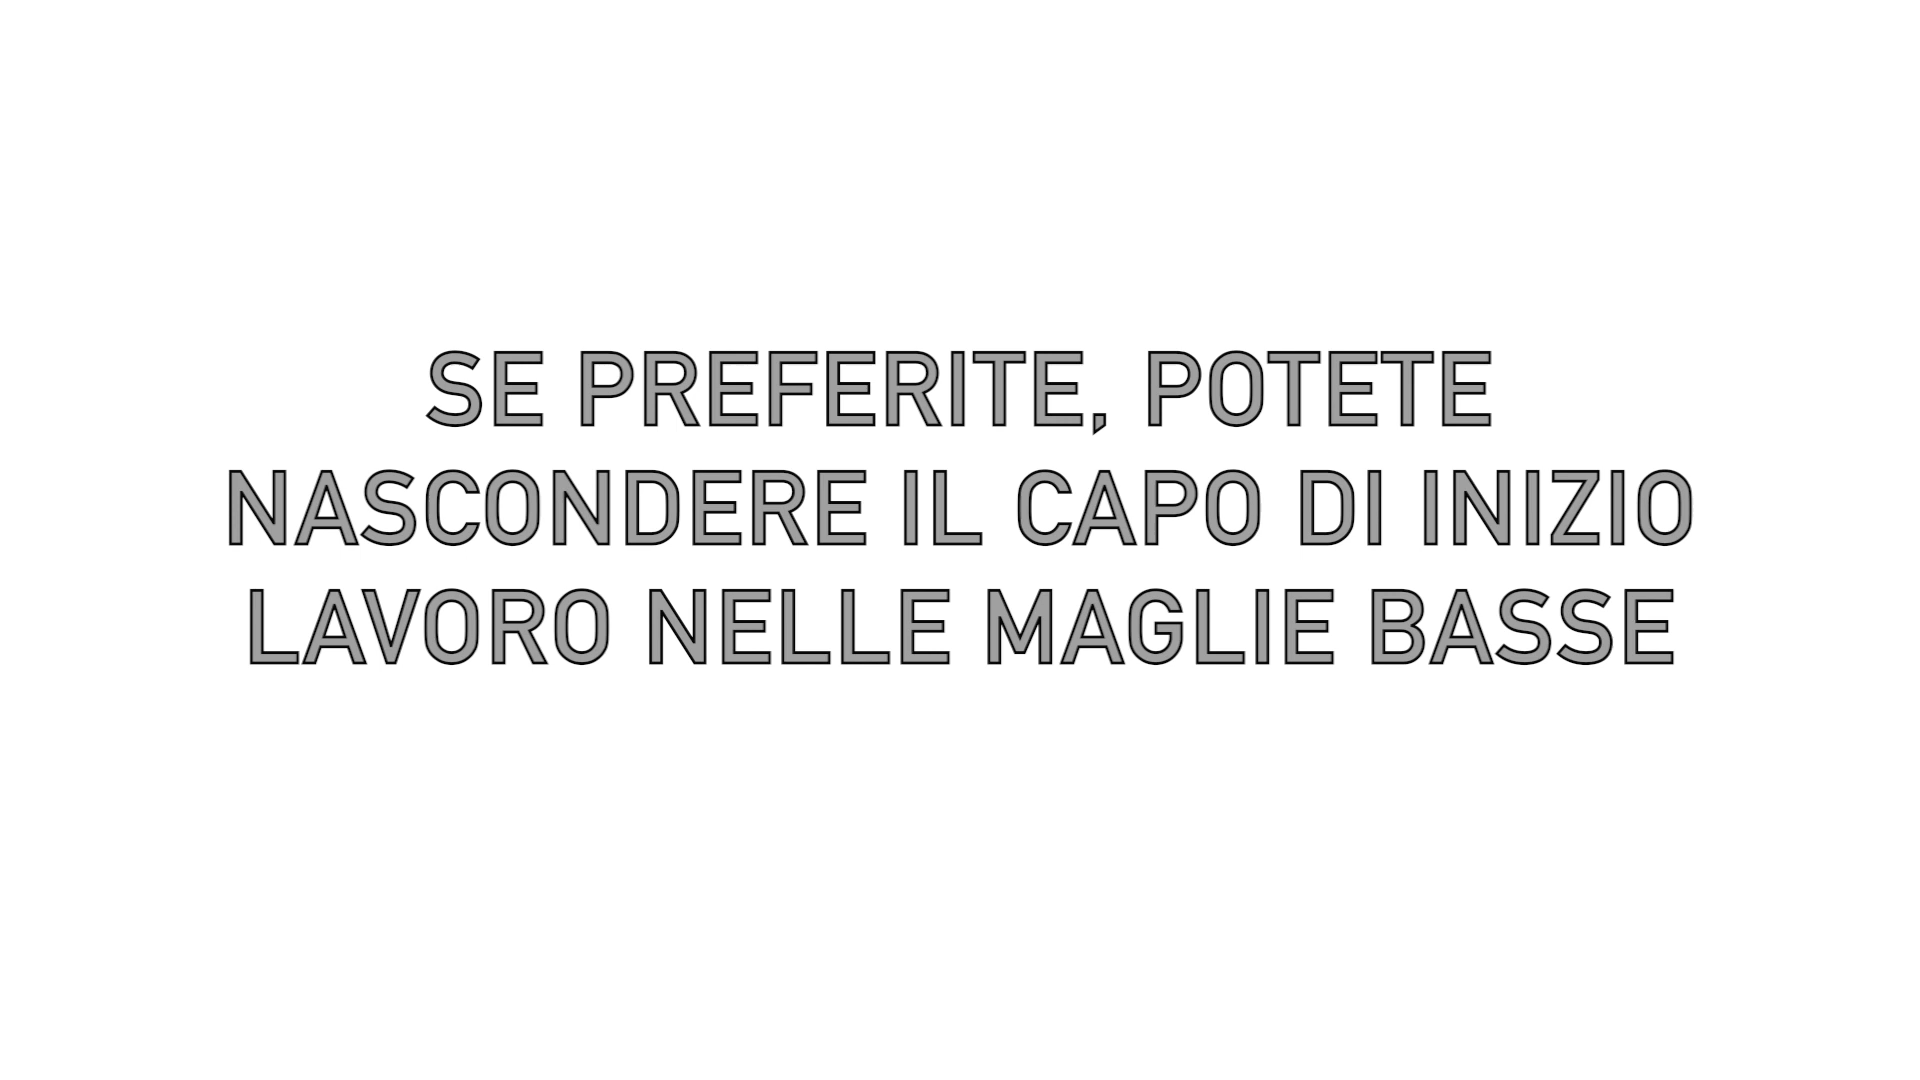 SE PREFERITE, POTETE
NASCONDERE IL CAPO DI INIZIO
LAVORO NELLE MAGLIE BASSE